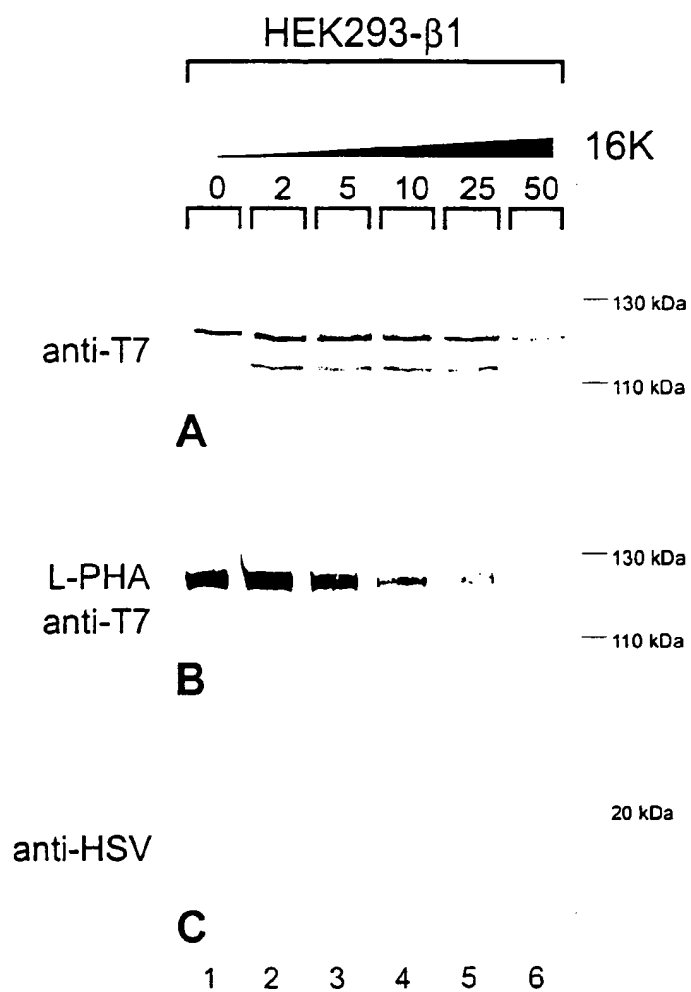 HEK293-β1
16K
0 2 5 10 25 50
130 kDa
anti-T7
110 kDa
A
130 kDa
L-PHA
anti-T7
110 kDa
B
20 kDa
anti-HSV
C
1 2 3 4 5 6